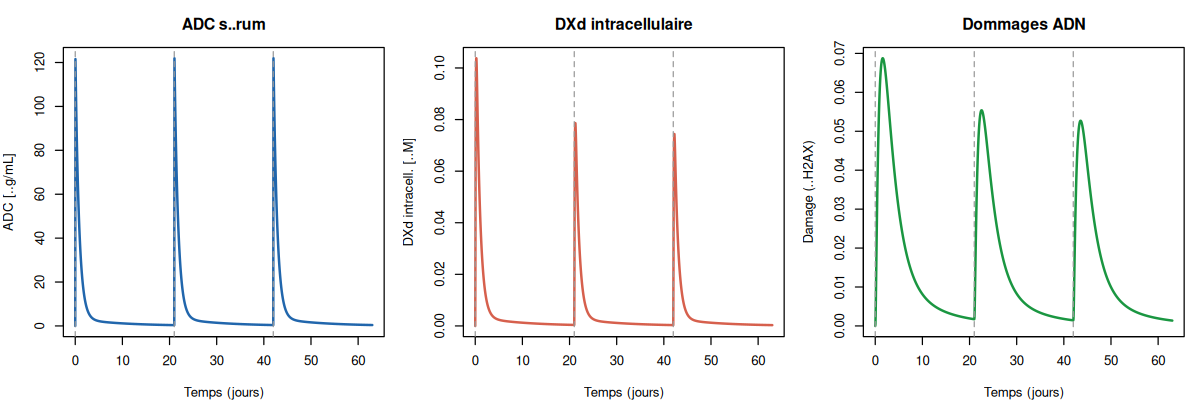 ADC s..rum
ADC [..g/mL]
0
20
40
60
80
100
120
0 10 20 30 40 50 60
Temps (jours)
DXd intracellulaire
DXd intracell. [..M]
0.00
0.02
0.04
0.06
0.08
0.10
0 10 20 30 40 50 60
Temps (jours)
Dommages ADN
Damage (..H2AX)
0.00
0.01
0.02
0.03
0.04
0.05
0.06
0.07
0 10 20 30 40 50 60
Temps (jours)